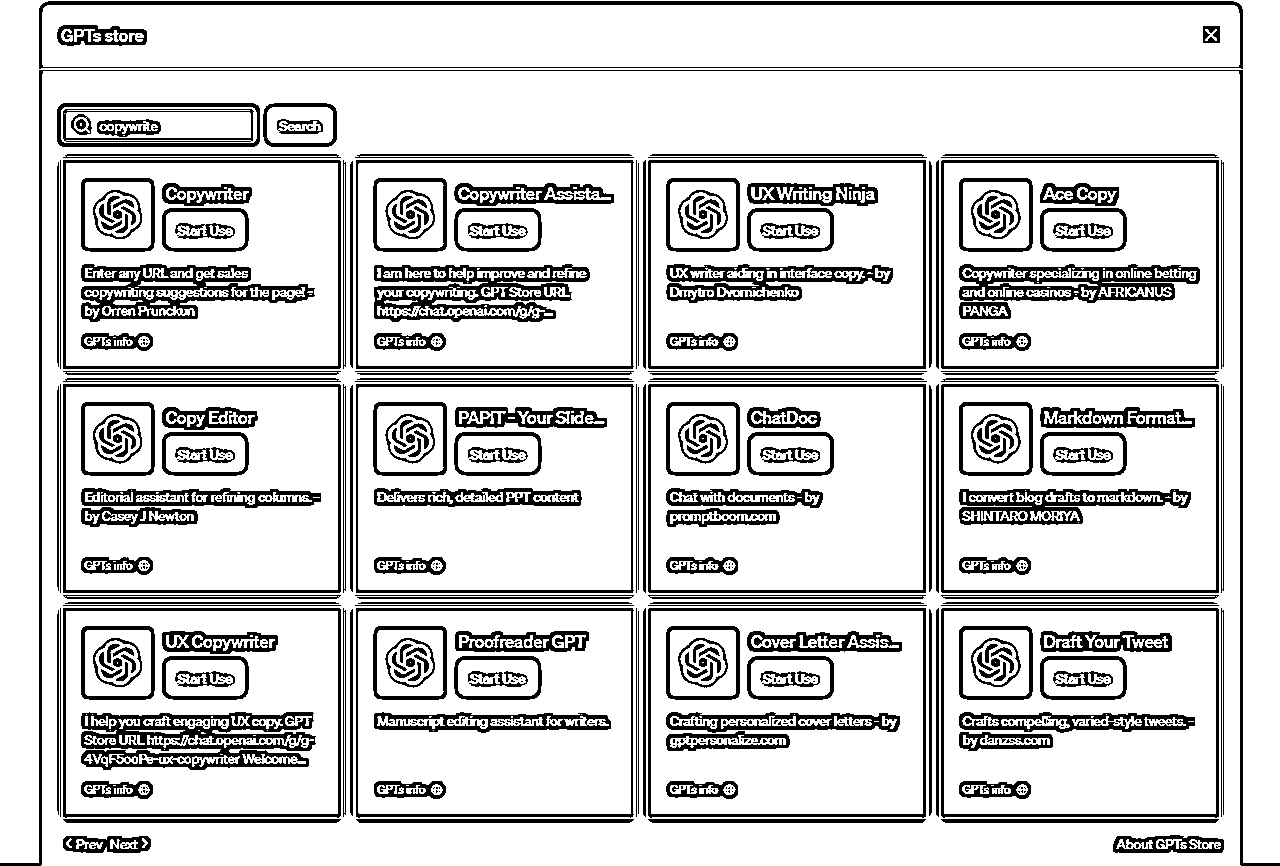 GPTs store
copywrite
Search
Copywriter
Start Use
Enter any URL and get sales
copywriting suggestions for the page! -
by Orren Prunckun
GPTs info
Copywriter Assista...
Start Use
I am here to help improve and refine
your copywriting. GPT Store URL
https://chat.openai.com/g/g-...
GPTs info
UX Writing Ninja
Start Use
UX writer aiding in interface copy. - by
Dmytro Dvornichenko
GPTs info
Ace Copy
Start Use
Copywriter specializing in online betting
and online casinos - by AFRICANUS
PANGA
GPTs info
Copy Editor
Start Use
Editorial assistant for refining columns. -
by Casey J Newton
GPTs info
PAPIT - Your Slide...
Start Use
Delivers rich, detailed PPT content
GPTs info
ChatDoc
Start Use
Chat with documents - by
promptboom.com
GPTs info
Markdown Format...
Start Use
I convert blog drafts to markdown. - by
SHINTARO MORIYA
GPTs info
UX Copywriter
Start Use
I help you craft engaging UX copy. GPT
Store URL https://chat.openai.com/g/g-
4VqF5ooPe-ux-copywriter Welcome...
GPTs info
Proofreader GPT
Start Use
Manuscript editing assistant for writers.
GPTs info
Cover Letter Assis...
Start Use
Crafting personalized cover letters - by
gptpersonalize.com
GPTs info
Draft Your Tweet
Start Use
Crafts compelling, varied-style tweets. -
by danzss.com
GPTs info
Prev Next
About GPTs Store